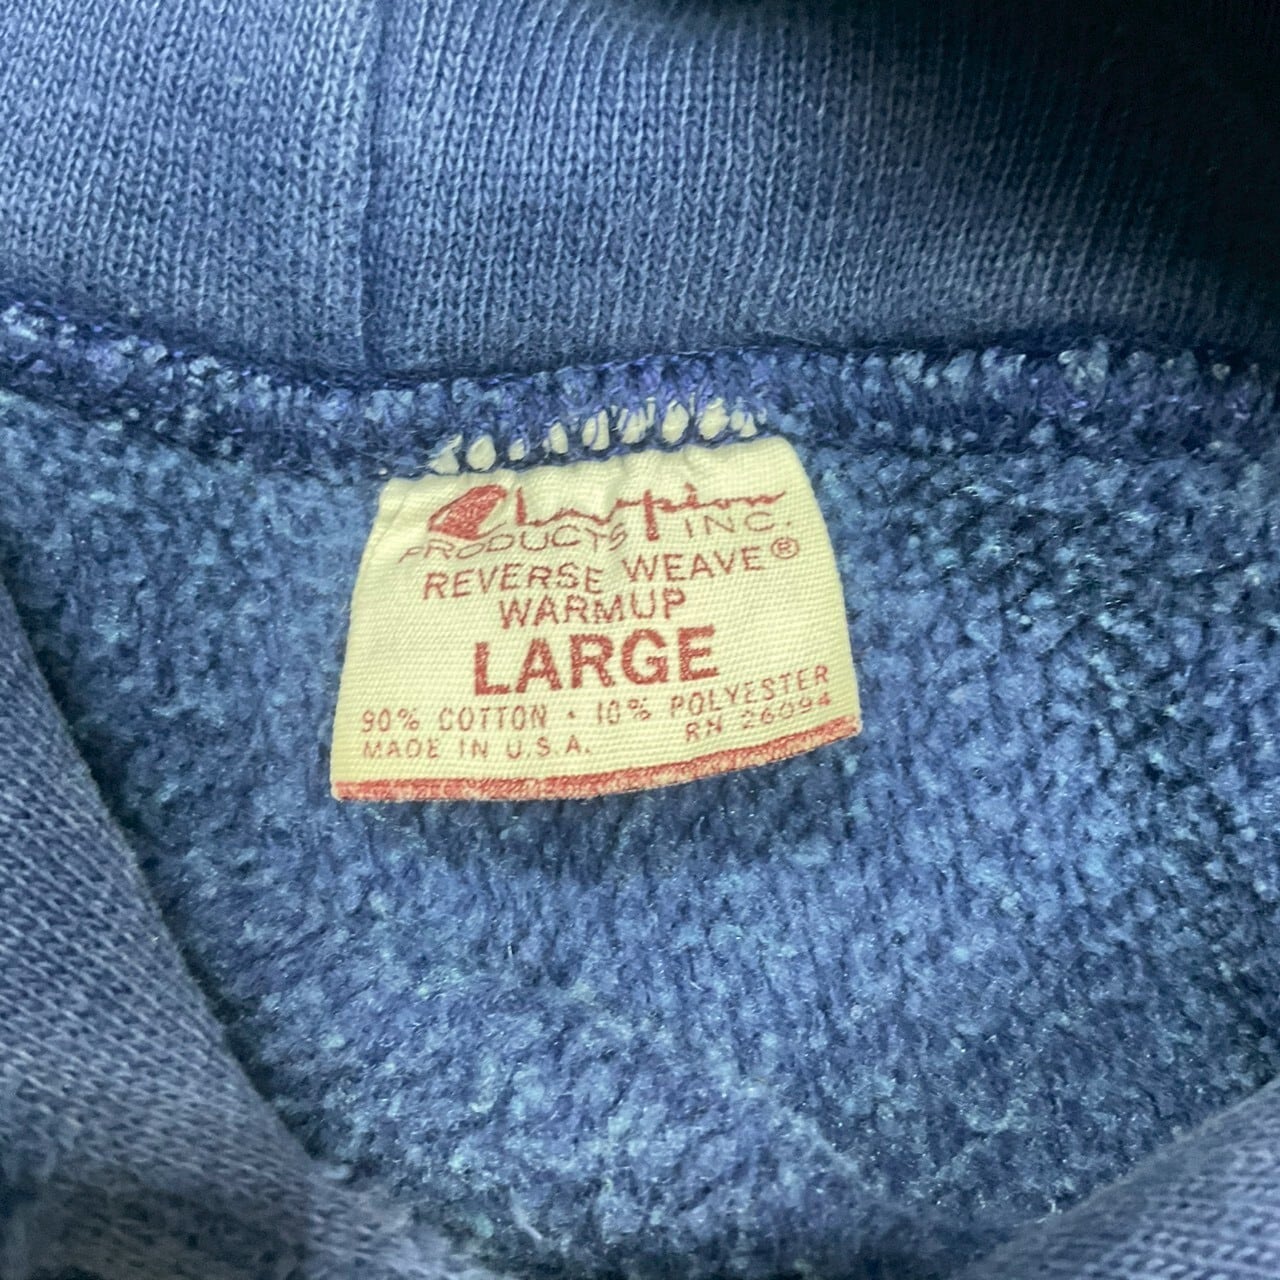 Champion
PRODUCTS INC.
REVERSE WEAVE®
WARMUP
LARGE
90% COTTON · 10% POLYESTER
MADE IN U.S.A. RN 26094